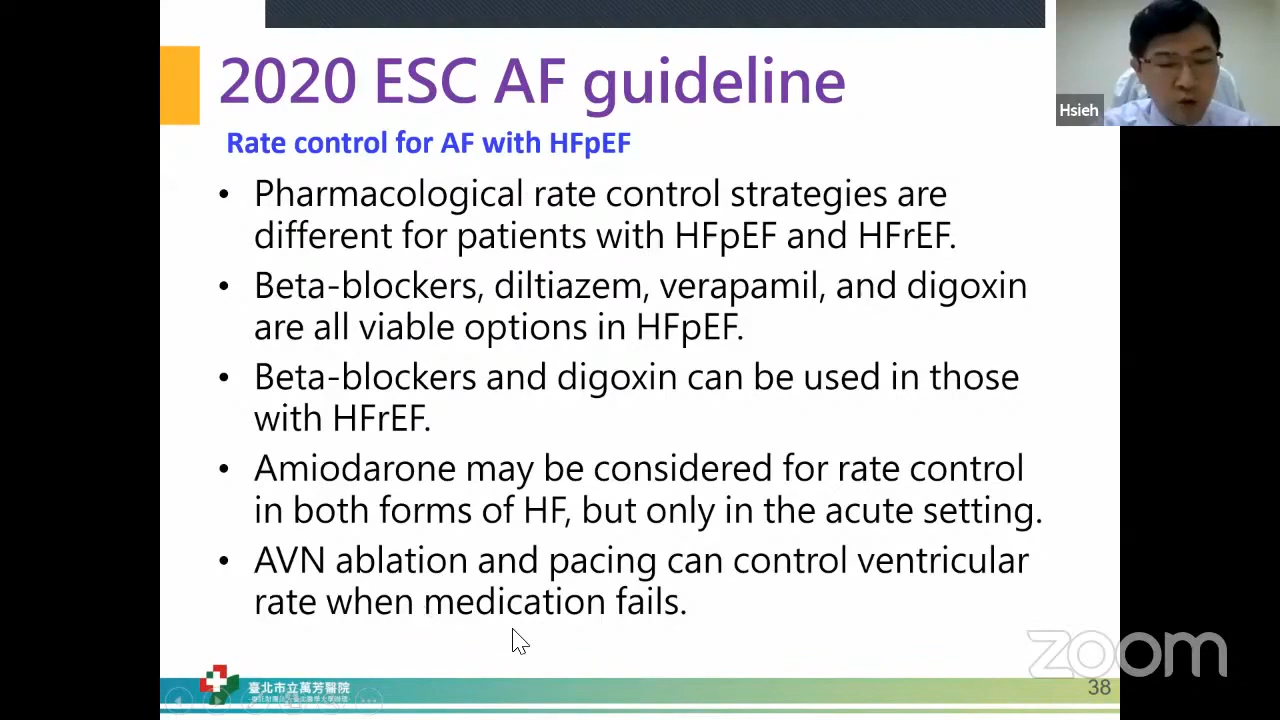 2020 ESC AF guideline
Hsieh
Rate control for AF with HFpEF
• Pharmacological rate control strategies are
different for patients with HFpEF and HFrEF.
• Beta-blockers, diltiazem, verapamil, and digoxin
are all viable options in HFpEF.
• Beta-blockers and digoxin can be used in those
with HFrEF.
• Amiodarone may be considered for rate control
in both forms of HF, but only in the acute setting.
• AVN ablation and pacing can control ventricular
rate when medication fails.
zoom
臺北市立萬芳醫院
38